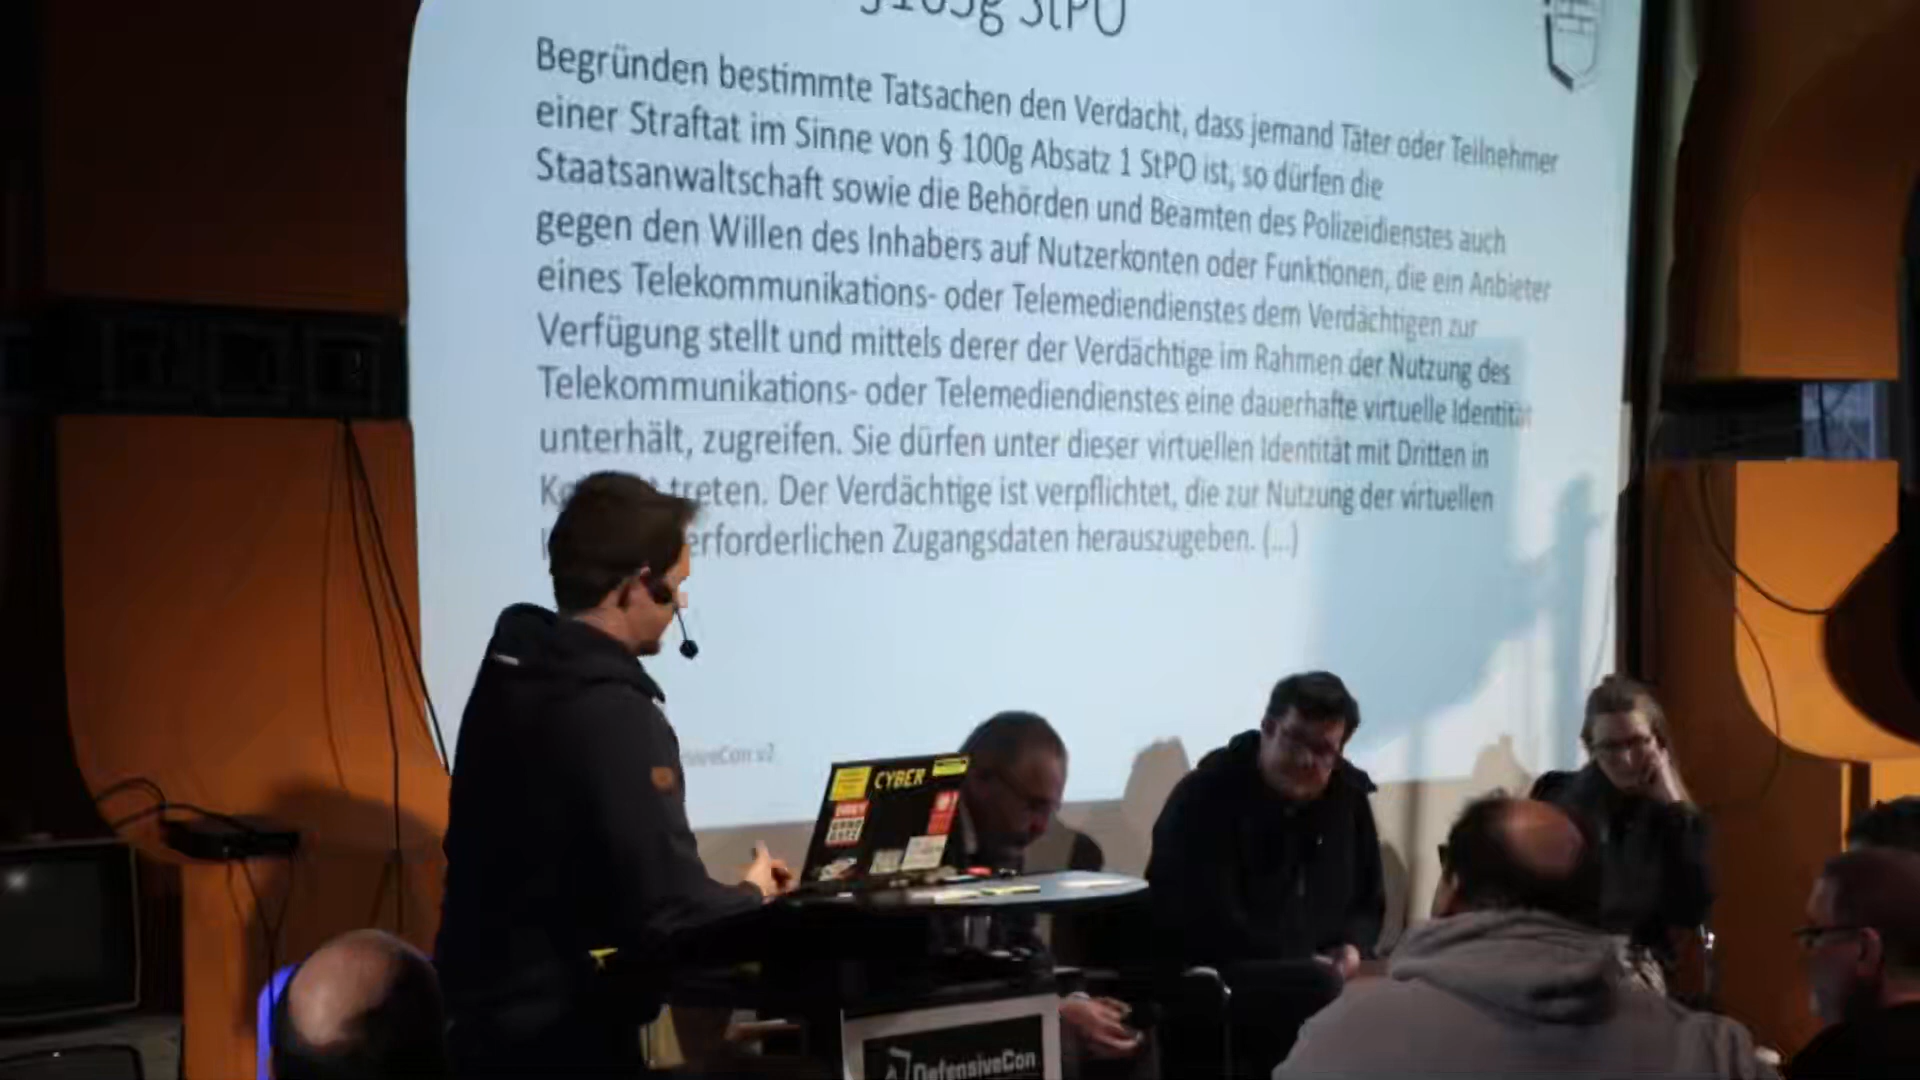 §163g StPO
Begründen bestimmte Tatsachen den Verdacht, dass jemand Täter oder Teilnehmer
einer Straftat im Sinne von § 100g Absatz 1 StPO ist, so dürfen die
Staatsanwaltschaft sowie die Behörden und Beamten des Polizeidienstes auch
gegen den Willen des Inhabers auf Nutzerkonten oder Funktionen, die ein Anbieter
eines Telekommunikations- oder Telemediendienstes dem Verdächtigen zur
Verfügung stellt und mittels derer der Verdächtige im Rahmen der Nutzung des
Telekommunikations- oder Telemediendienstes eine dauerhafte virtuelle Identität
unterhält, zugreifen. Sie dürfen unter dieser virtuellen Identität mit Dritten in
treten. Der Verdächtige ist verpflichtet, die zur Nutzung der virtuellen
erforderlichen Zugangsdaten herauszugeben. (...)
siveCon v2
CYBER
DefensiveCon